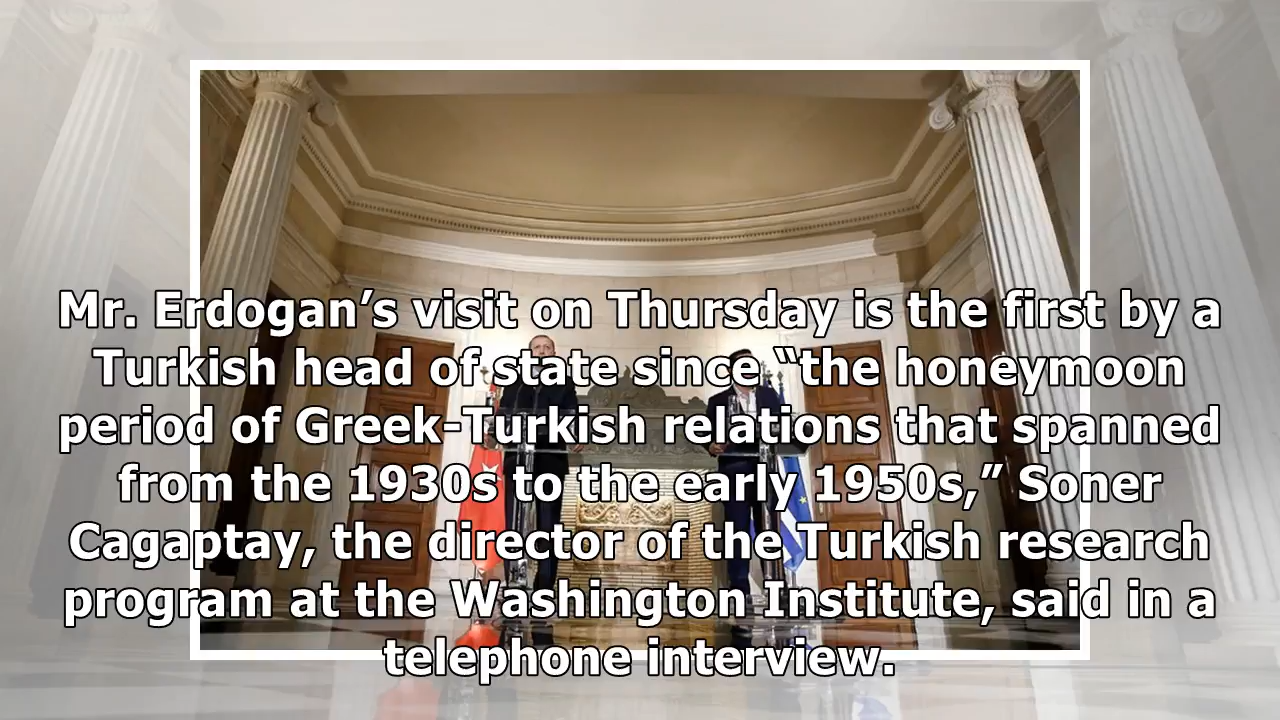 Mr. Erdogan’s visit on Thursday is the first by a
Turkish head of state since “the honeymoon
period of Greek-Turkish relations that spanned
from the 1930s to the early 1950s,” Soner
Cagaptay, the director of the Turkish research
program at the Washington Institute, said in a
telephone interview.